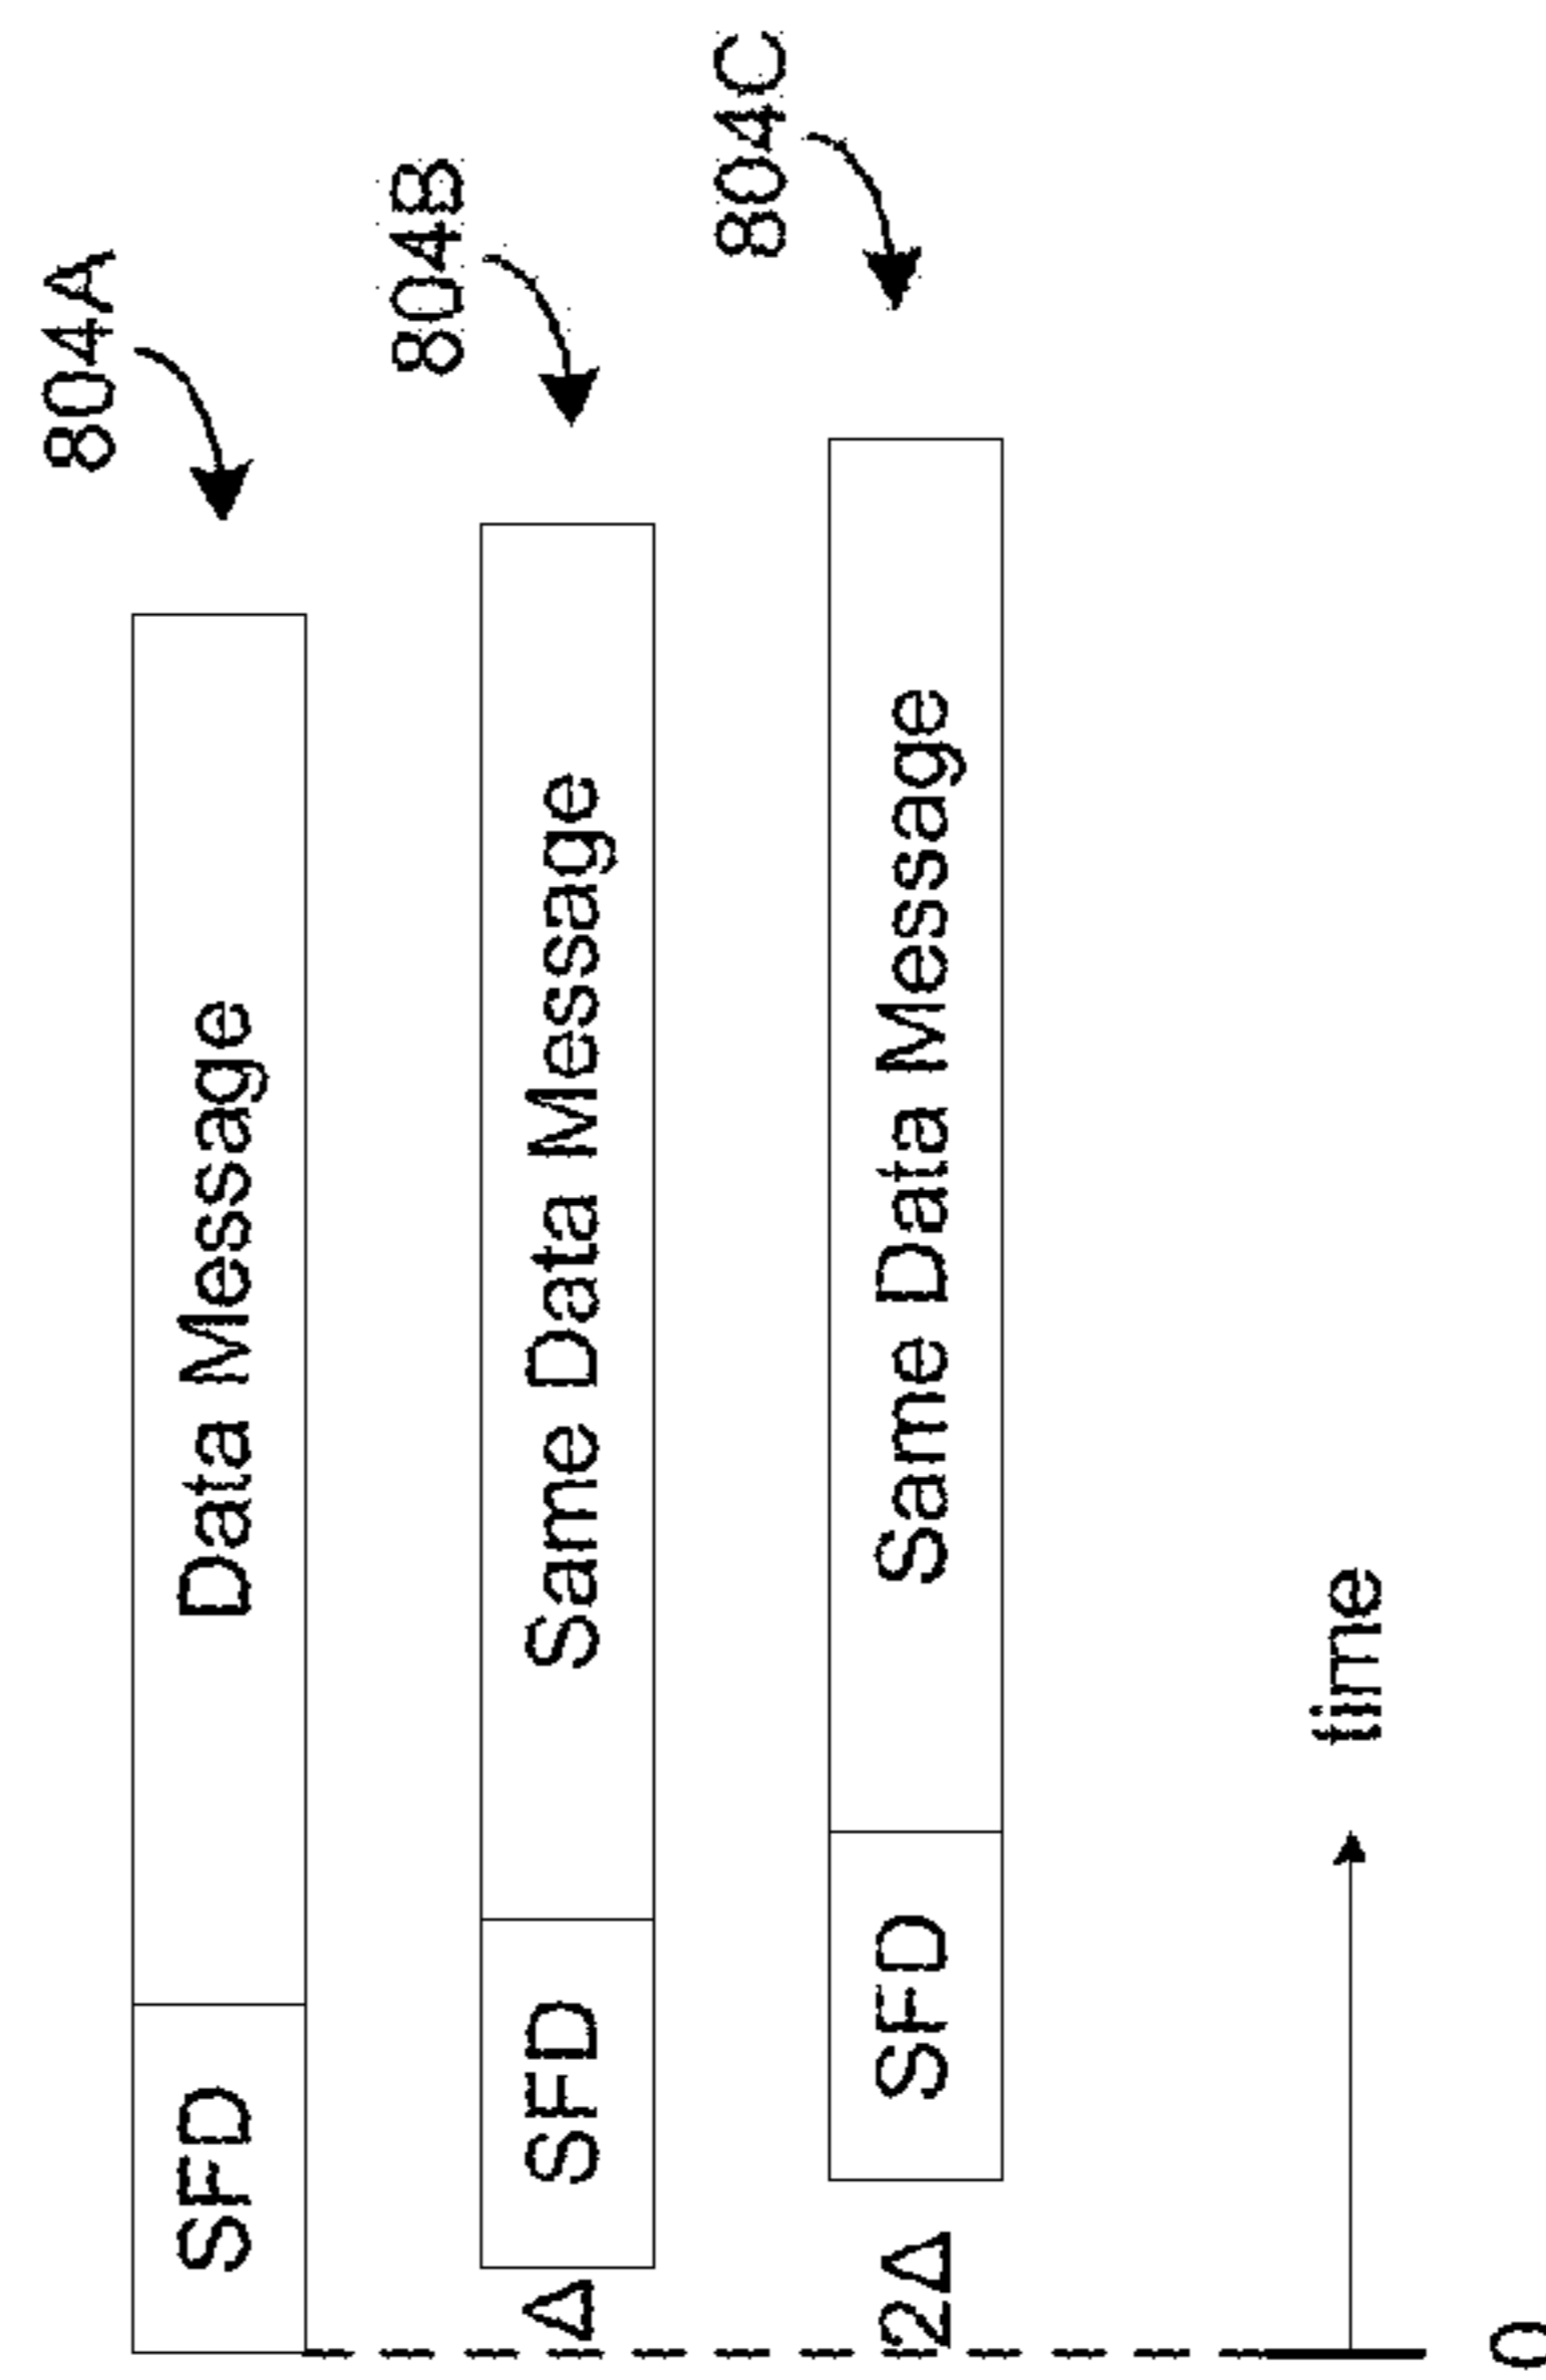 804A
SFD Data Message
804B
Δ SFD Same Data Message
804C
2Δ SFD Same Data Message
time
0